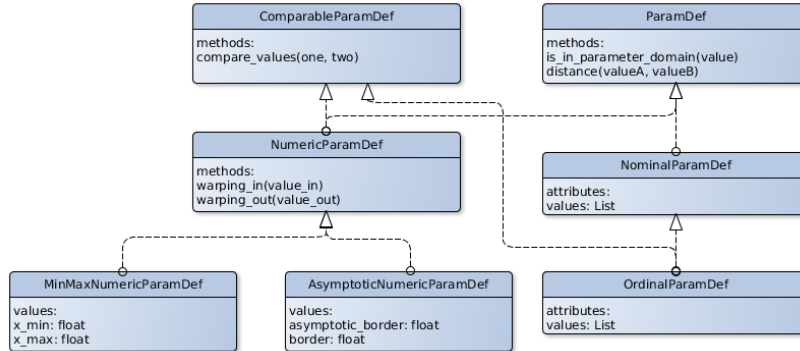 ComparableParamDef
methods:
compare_values(one, two)
ParamDef
methods:
is_in_parameter_domain(value)
distance(valueA, valueB)
NumericParamDef
methods:
warping_in(value_in)
warping_out(value_out)
NominalParamDef
attributes:
values: List
MinMaxNumericParamDef
values:
x_min: float
x_max: float
AsymptoticNumericParamDef
values:
asymptotic_border: float
border: float
OrdinalParamDef
attributes:
values: List